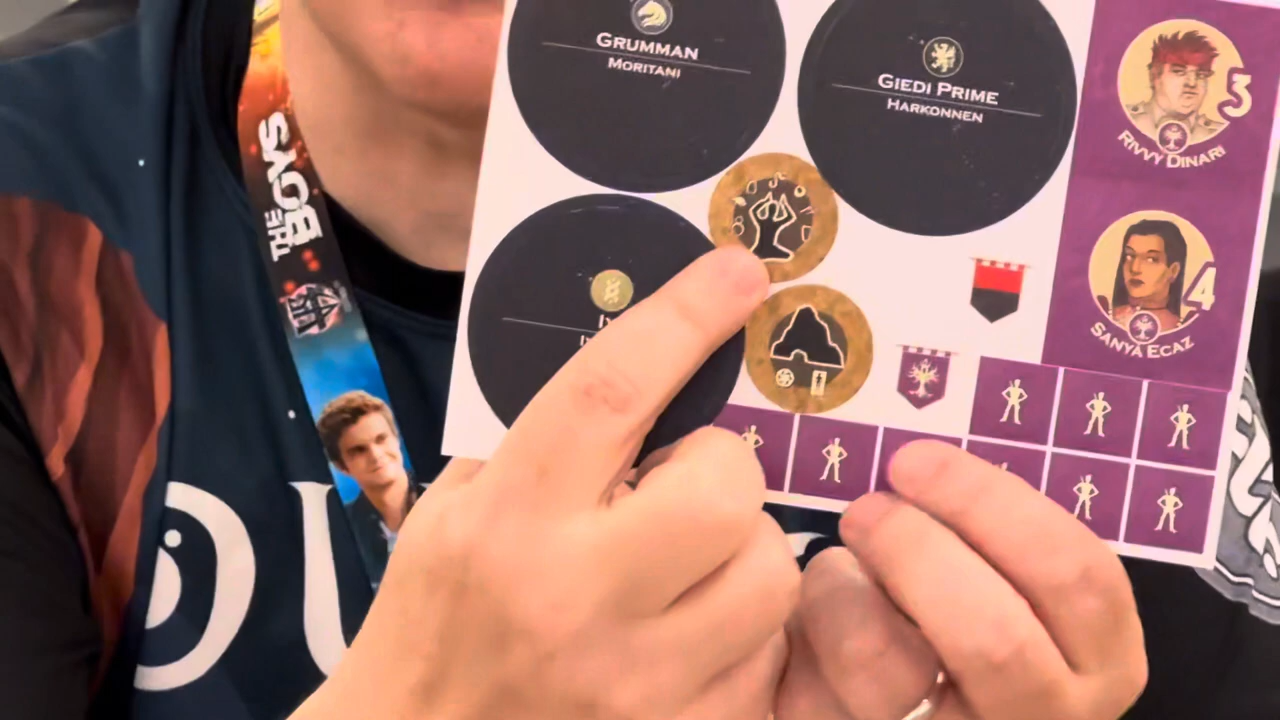 GRUMMAN
MORITANI
GIEDI PRIME
HARKONNEN
3
RIVVY DINARI
4
SANYA ECAZ
THE
BOYS